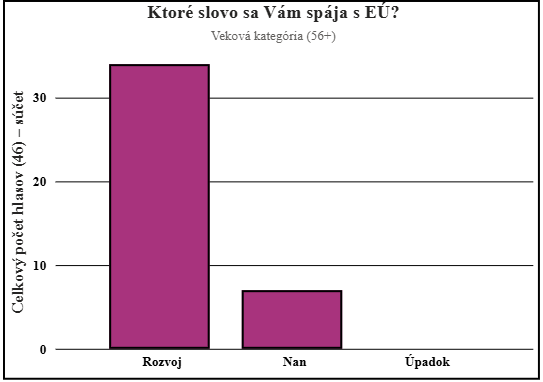 Ktoré slovo sa Vám spája s EÚ?
Veková kategória (56+)
Celkový počet hlasov (46) – súčet
30
20
10
0
Rozvoj
Nan
Úpadok